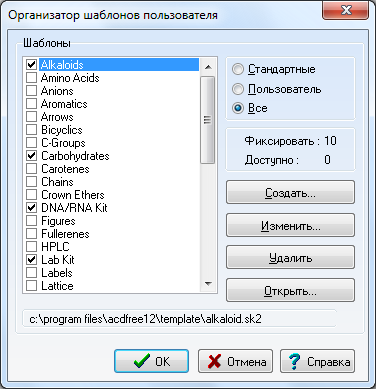 Организатор шаблонов пользователя
Шаблоны
Alkaloids
Amino Acids
Anions
Aromatics
Arrows
Bicyclics
C-Groups
Carbohydrates
Carotenes
Chains
Crown Ethers
DNA/RNA Kit
Figures
Fullerenes
HPLC
Lab Kit
Labels
Lattice
Стандартные
Пользователь
Все
Фиксировать : 10
Доступно : 0
Создать...
Изменить...
Удалить
Открыть...
c:\program files\acdfree12\template\alkaloid.sk2
OK
Отмена
? Справка